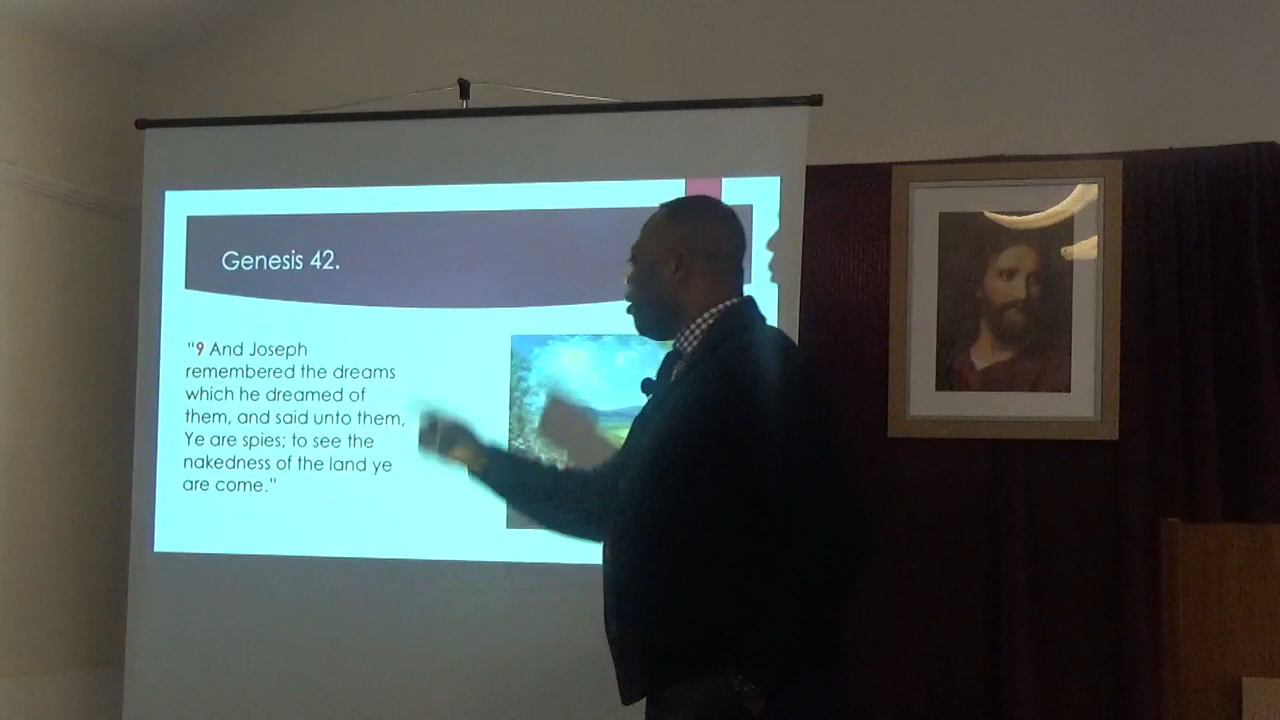 Genesis 42.
"9 And Joseph
remembered the dreams
which he dreamed of
them, and said unto them,
Ye are spies; to see the
nakedness of the land ye
are come."